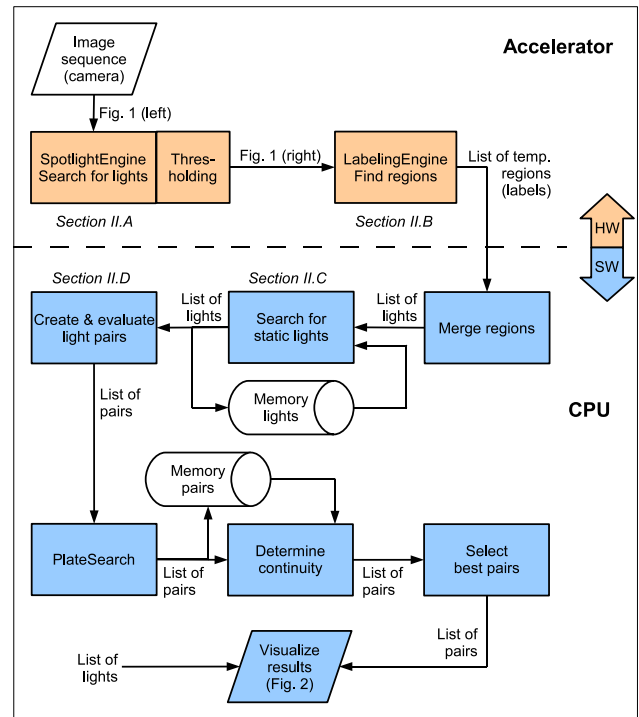 Image
sequence
(camera)
Accelerator
Fig. 1 (left)
SpotlightEngine
Search for lights
Thres-
holding
Fig. 1 (right)
LabelingEngine
Find regions
List of temp.
regions
(labels)
Section II.A
Section II.B
HW
SW
Section II.D
Section II.C
Create & evaluate
light pairs
List of
lights
Search for
static lights
List of
lights
Merge regions
Memory
lights
List of
pairs
CPU
Memory
pairs
PlateSearch
List of
pairs
Determine
continuity
List of
pairs
Select
best pairs
List of
pairs
List of
lights
Visualize
results
(Fig. 2)